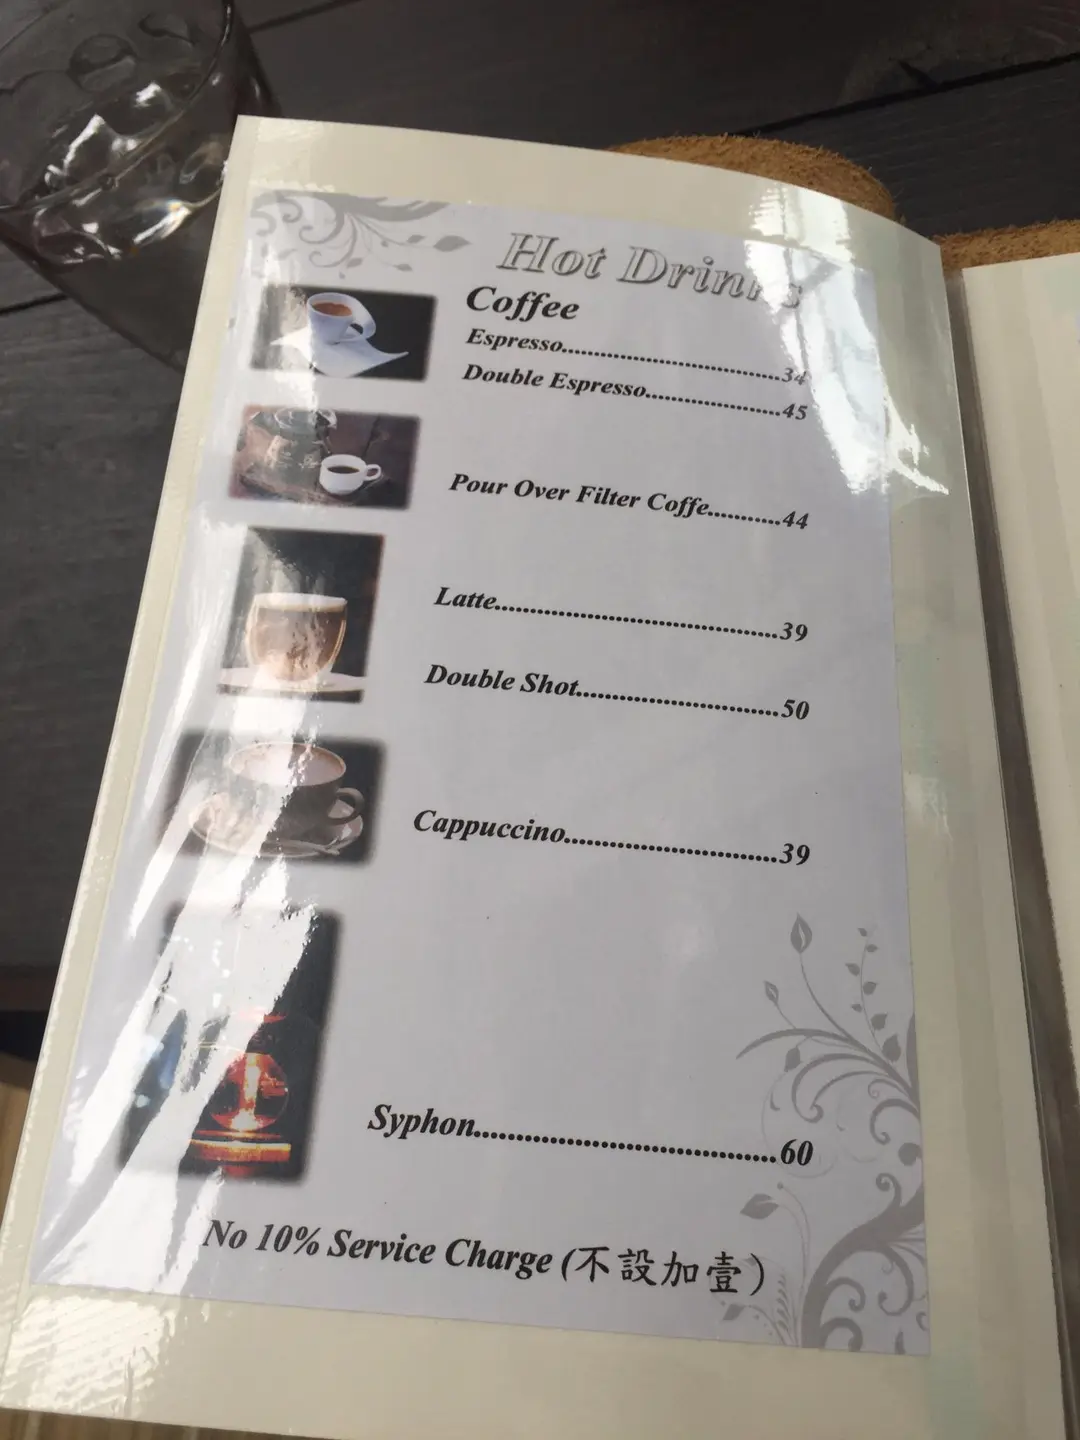 Hot Drinks
Coffee
Espresso..................................34
Double Espresso.....................45
Pour Over Filter Coffe...........44
Latte.........................................39
Double Shot.............................50
Cappuccino..............................39
Syphon.....................................60
No 10% Service Charge (不設加壹)